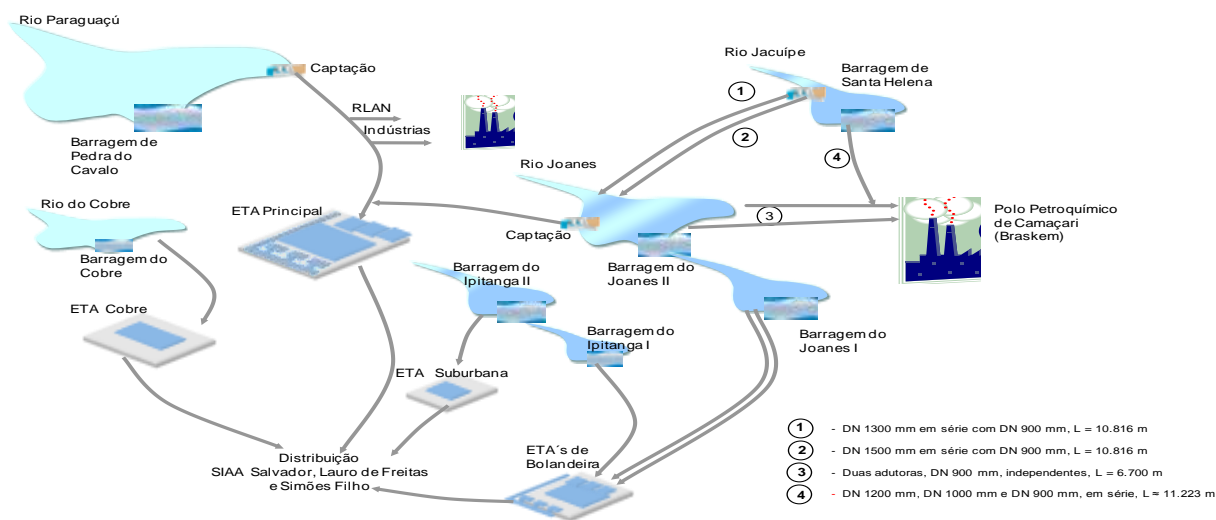 Rio Paraguaçú
Captação
RLAN
Indústrias
Barragem de
Pedra do
Cavalo
Rio Jacuípe
Barragem de
Santa Helena
1
2
4
Rio Joanes
3
Captação
Polo Petroquímico
de Camaçari
(Braskem)
Rio do Cobre
ETA Principal
Barragem do
Cobre
Barragem do
Ipitanga II
Barragem do
Joanes II
ETA Cobre
Barragem do
Ipitanga I
Barragem do
Joanes I
ETA Suburbana
Distribuição
SIAA Salvador, Lauro de Freitas
e Simões Filho
ETA´s de
Bolandeira
1 - DN 1300 mm em série com DN 900 mm, L = 10.816 m
2 - DN 1500 mm em série com DN 900 mm, L = 10.816 m
3 - Duas adutoras, DN 900 mm, independentes, L = 6.700 m
4 - DN 1200 mm, DN 1000 mm e DN 900 mm, em série, L ≈ 11.223 m